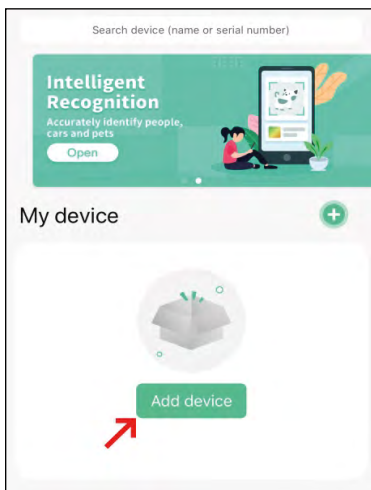 Search device (name or serial number)
Intelligent
Recognition
Accurately identify people,
cars and pets
Open
My device
Add device